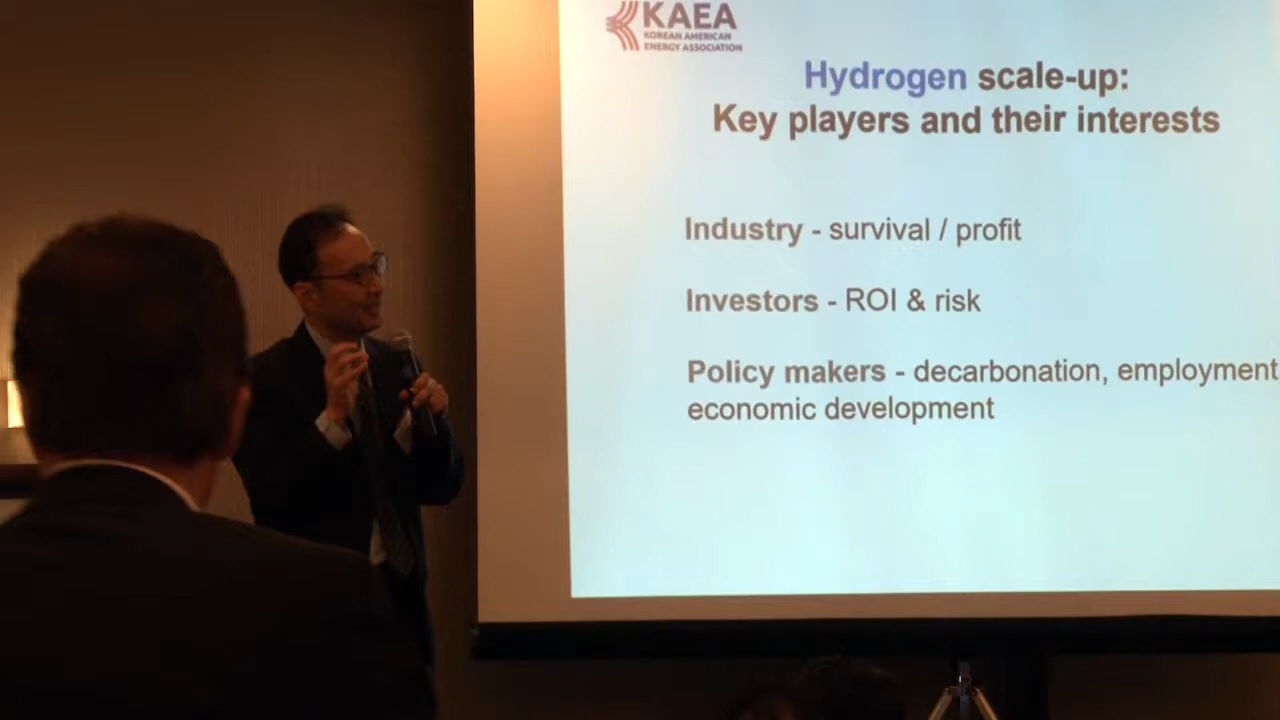 KAEA
KOREAN AMERICAN
ENERGY ASSOCIATION
Hydrogen scale-up:
Key players and their interests
Industry - survival / profit
Investors - ROI & risk
Policy makers - decarbonation, employment
economic development